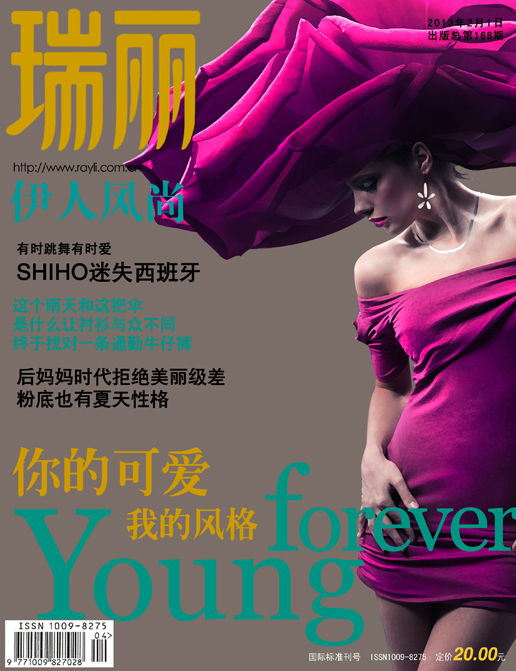 瑞丽
2013年2月1日
出版总第168期
http://www.rayli.com.cn
伊人风尚
有时跳舞有时爱
SHIHO迷失西班牙
这个雨天和这把伞
是什么让衬衫与众不同
终于找对一条通勤牛仔裤
后妈妈时代拒绝美丽级差
粉底也有夏天性格
你的可爱
我的风格
forever
Young
ISSN 1009-8275
04>
9 771009 827028
国际标准刊号 ISSN1009-8275 定价20.00元